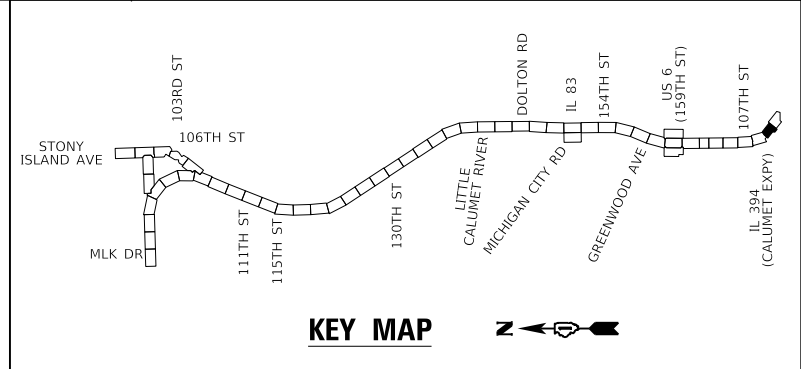 103RD ST
106TH ST
STONY
ISLAND AVE
MLK DR
111TH ST
115TH ST
130TH ST
LITTLE
CALUMET RIVER
DOLTON RD
MICHIGAN CITY RD
IL 83
154TH ST
GREENWOOD AVE
US 6
(159TH ST)
107TH ST
IL 394
(CALUMET EXPY)
KEY MAP
N